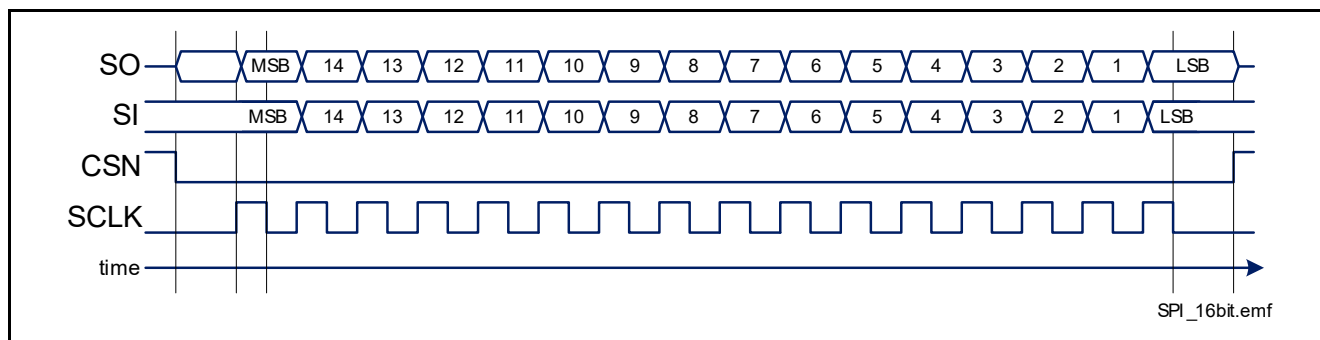 SO MSB 14 13 12 11 10 9 8 7 6 5 4 3 2 1 LSB
SI MSB 14 13 12 11 10 9 8 7 6 5 4 3 2 1 LSB
CSN
SCLK
time
SPI_16bit.emf